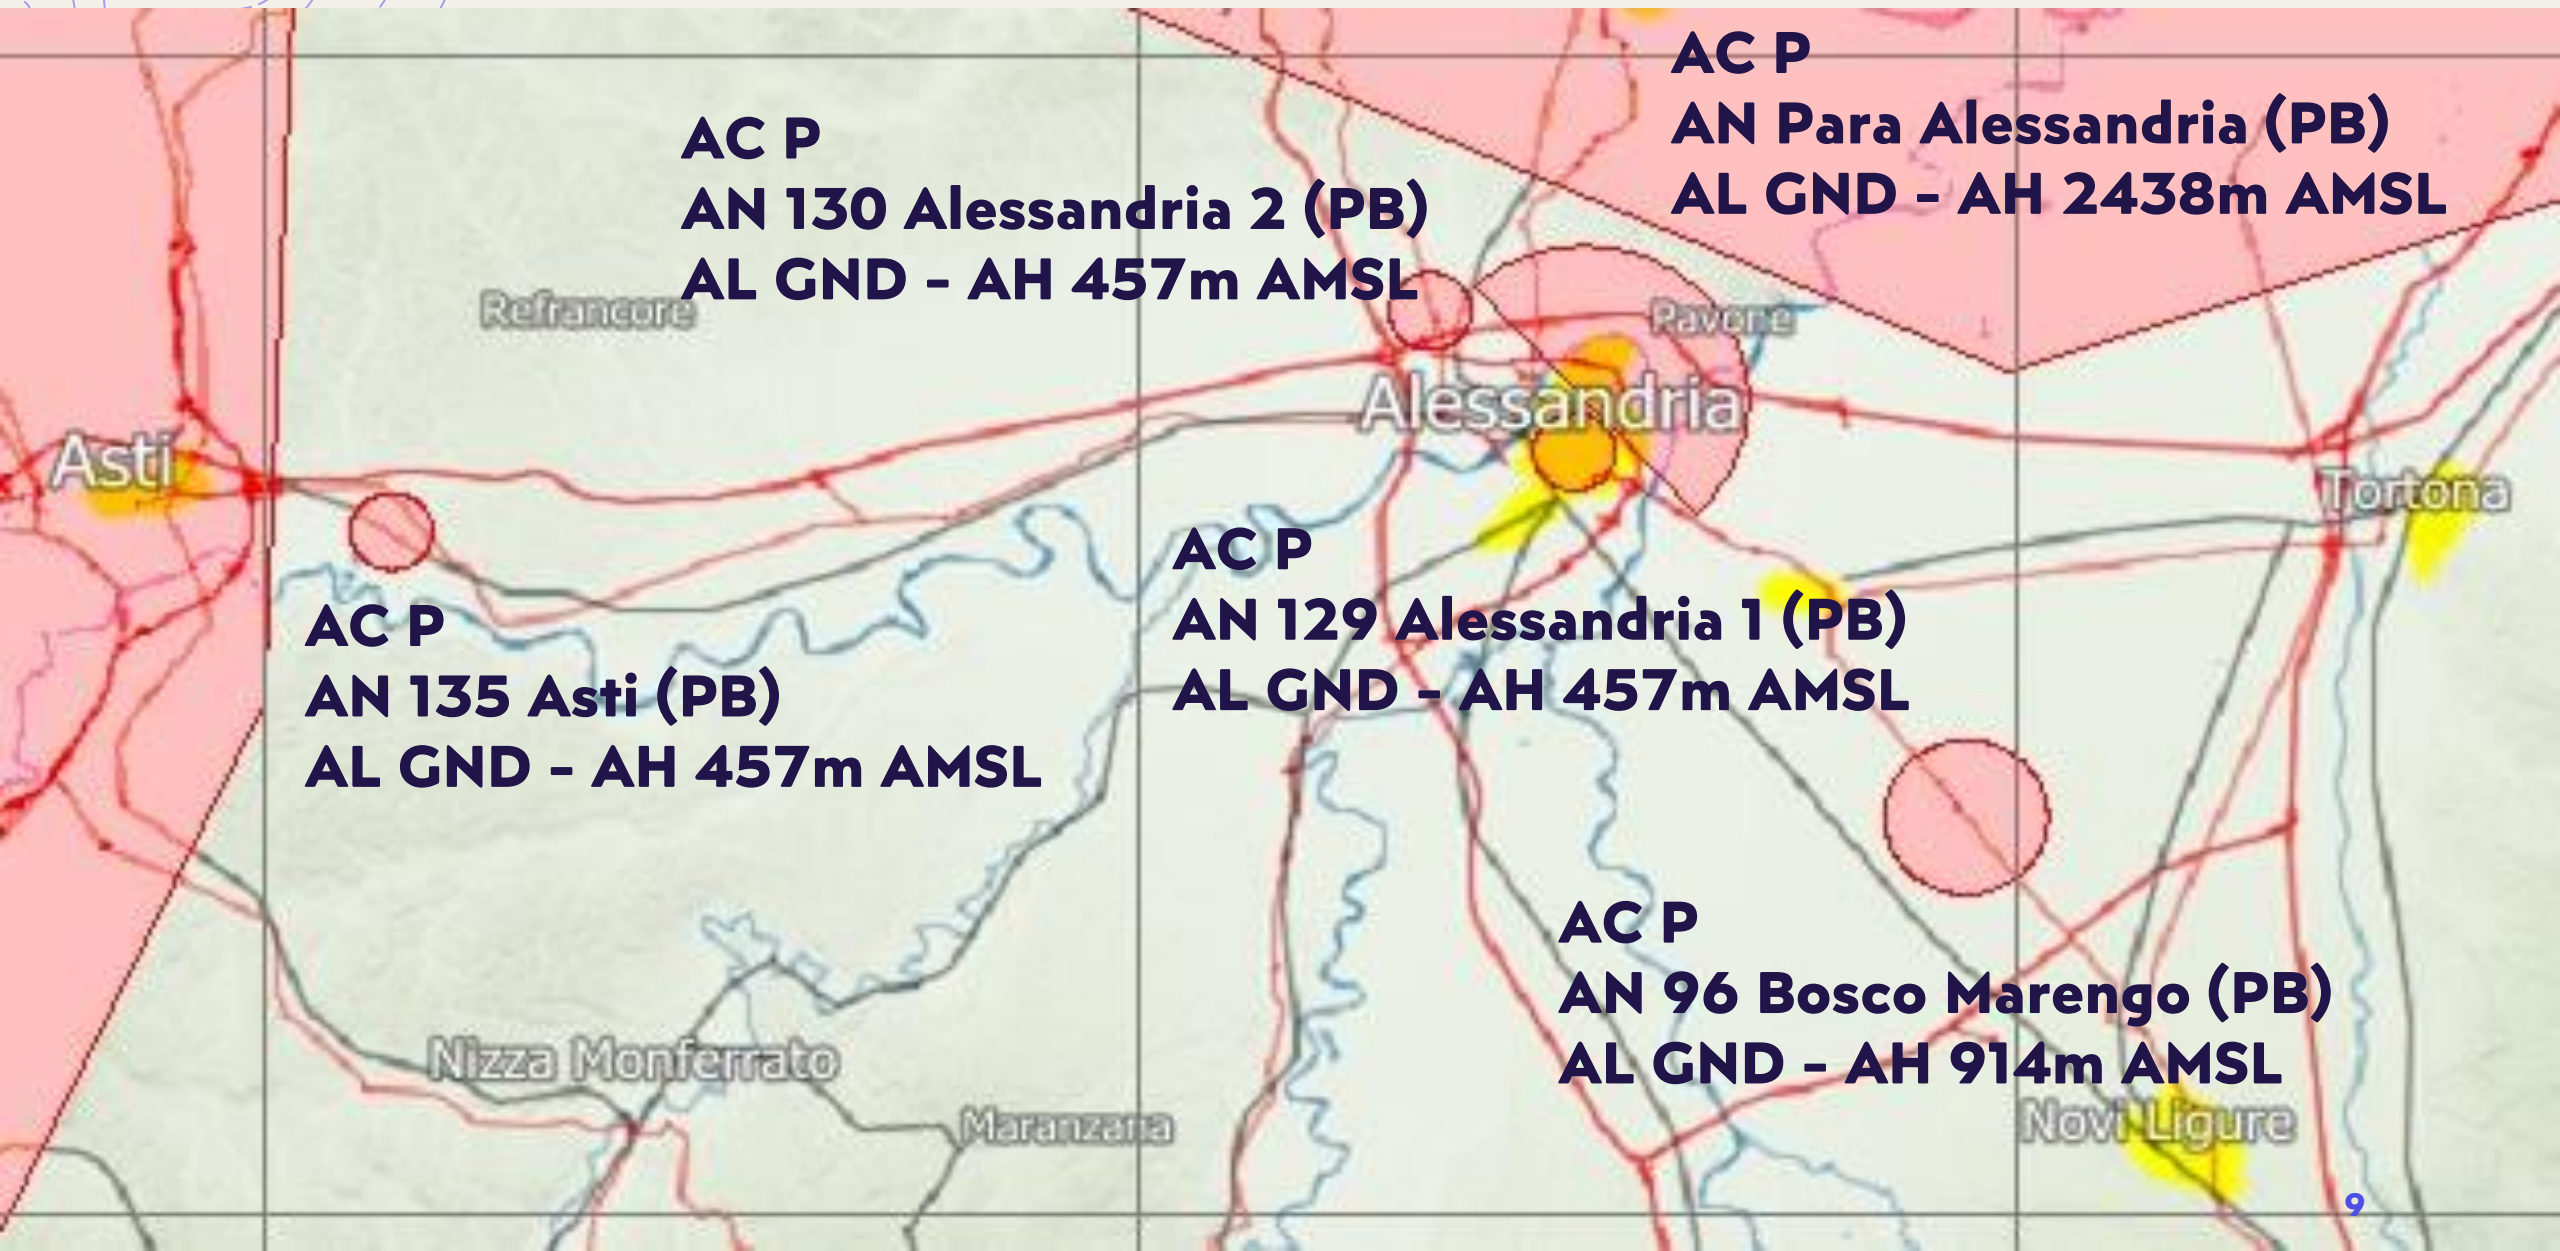 AC P
AN Para Alessandria (PB)
AL GND - AH 2438m AMSL
AC P
AN 130 Alessandria 2 (PB)
AL GND - AH 457m AMSL
Refrancore
Pavone
Alessandria
Asti
Tortona
AC P
AN 129 Alessandria 1 (PB)
AL GND - AH 457m AMSL
AC P
AN 135 Asti (PB)
AL GND - AH 457m AMSL
AC P
AN 96 Bosco Marengo (PB)
AL GND - AH 914m AMSL
Nizza Monferrato
Maranzana
Novi Ligure
9